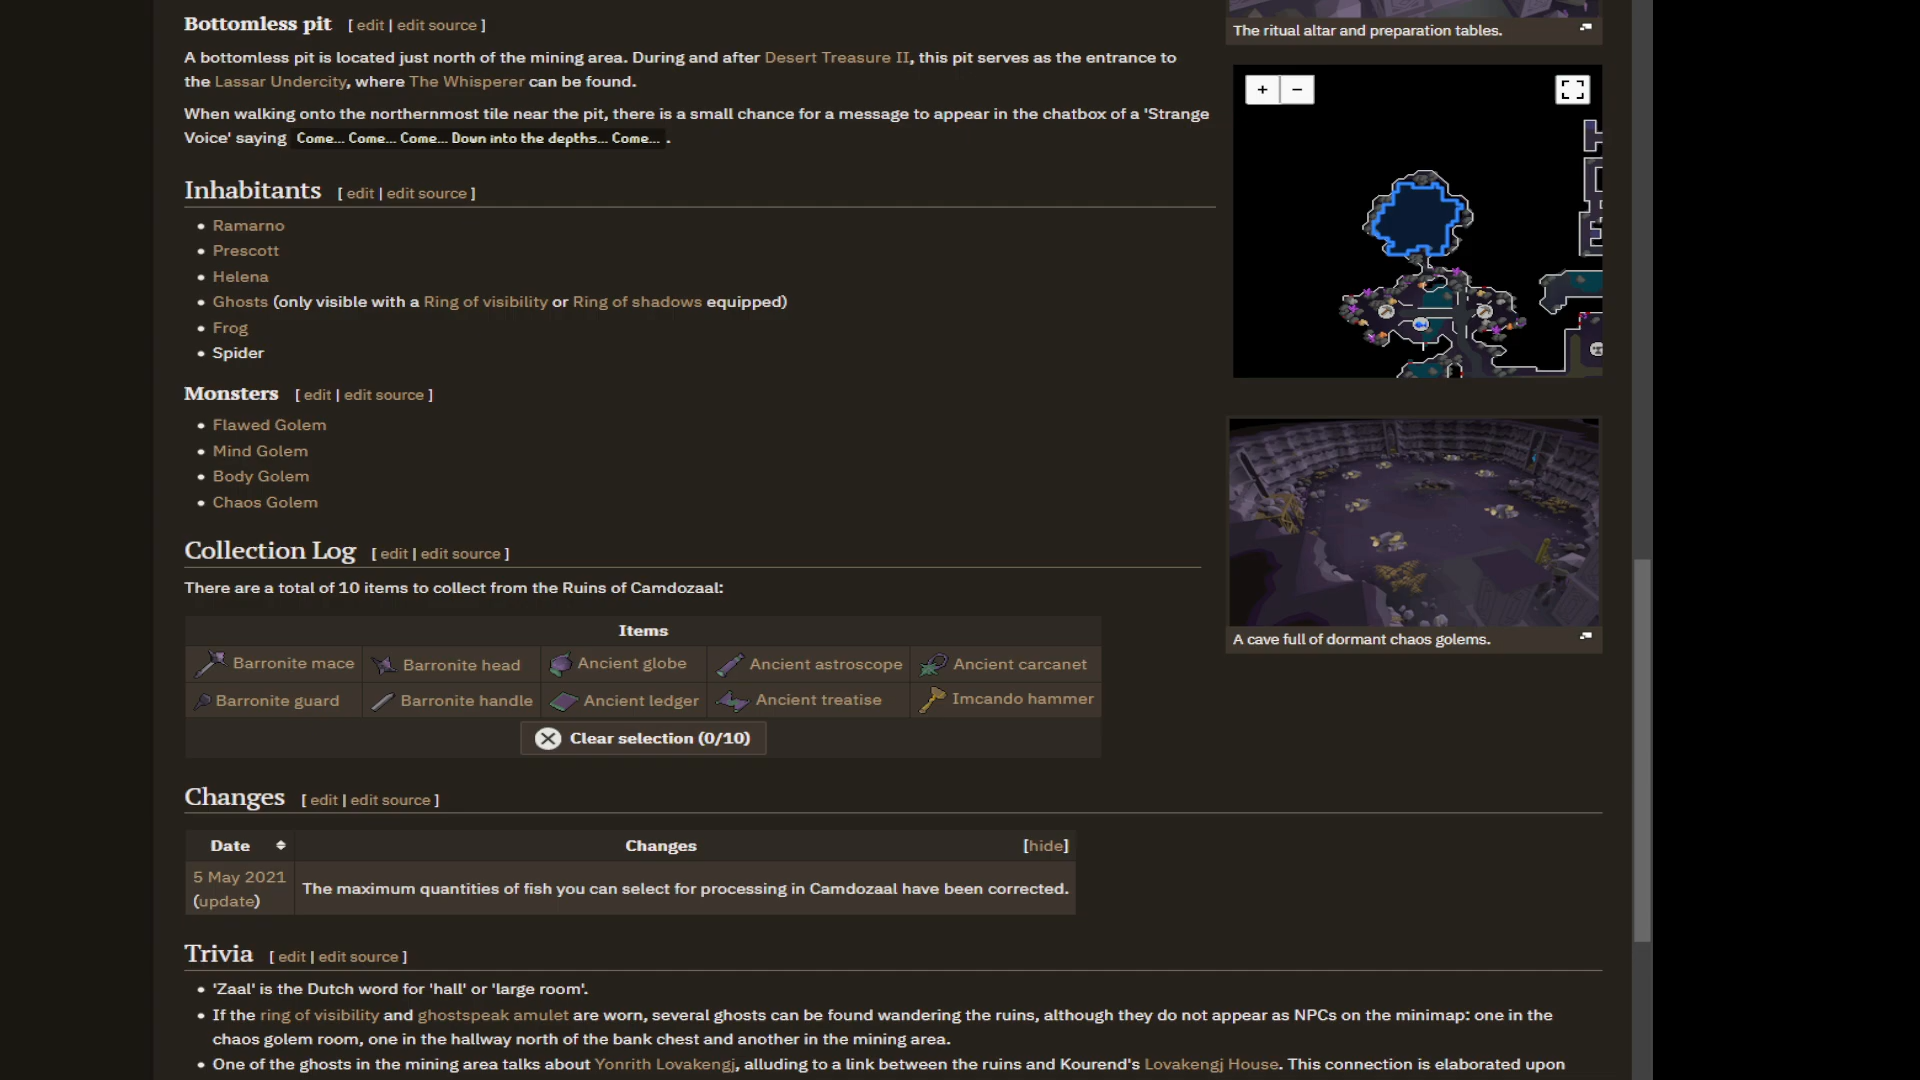 Bottomless pit [ edit | edit source ]
The ritual altar and preparation tables.
A bottomless pit is located just north of the mining area. During and after Desert Treasure II, this pit serves as the entrance to
the Lassar Undercity, where The Whisperer can be found.
When walking onto the northernmost tile near the pit, there is a small chance for a message to appear in the chatbox of a 'Strange
Voice' saying Come... Come... Come... Down into the depths... Come... .
+ −
Inhabitants [ edit | edit source ]
Ramarno
Prescott
Helena
Ghosts (only visible with a Ring of visibility or Ring of shadows equipped)
Frog
Spider
Monsters [ edit | edit source ]
Flawed Golem
Mind Golem
Body Golem
Chaos Golem
A cave full of dormant chaos golems.
Collection Log [ edit | edit source ]
There are a total of 10 items to collect from the Ruins of Camdozaal:
Items
Barronite mace Barronite head Ancient globe Ancient astroscope Ancient carcanet
Barronite guard Barronite handle Ancient ledger Ancient treatise Imcando hammer
Clear selection (0/10)
Changes [ edit | edit source ]
Date Changes [hide]
5 May 2021
(update)
The maximum quantities of fish you can select for processing in Camdozaal have been corrected.
Trivia [ edit | edit source ]
'Zaal' is the Dutch word for 'hall' or 'large room'.
If the ring of visibility and ghostspeak amulet are worn, several ghosts can be found wandering the ruins, although they do not appear as NPCs on the minimap: one in the
chaos golem room, one in the hallway north of the bank chest and another in the mining area.
One of the ghosts in the mining area talks about Yonrith Lovakengj, alluding to a link between the ruins and Kourend's Lovakengj House. This connection is elaborated upon